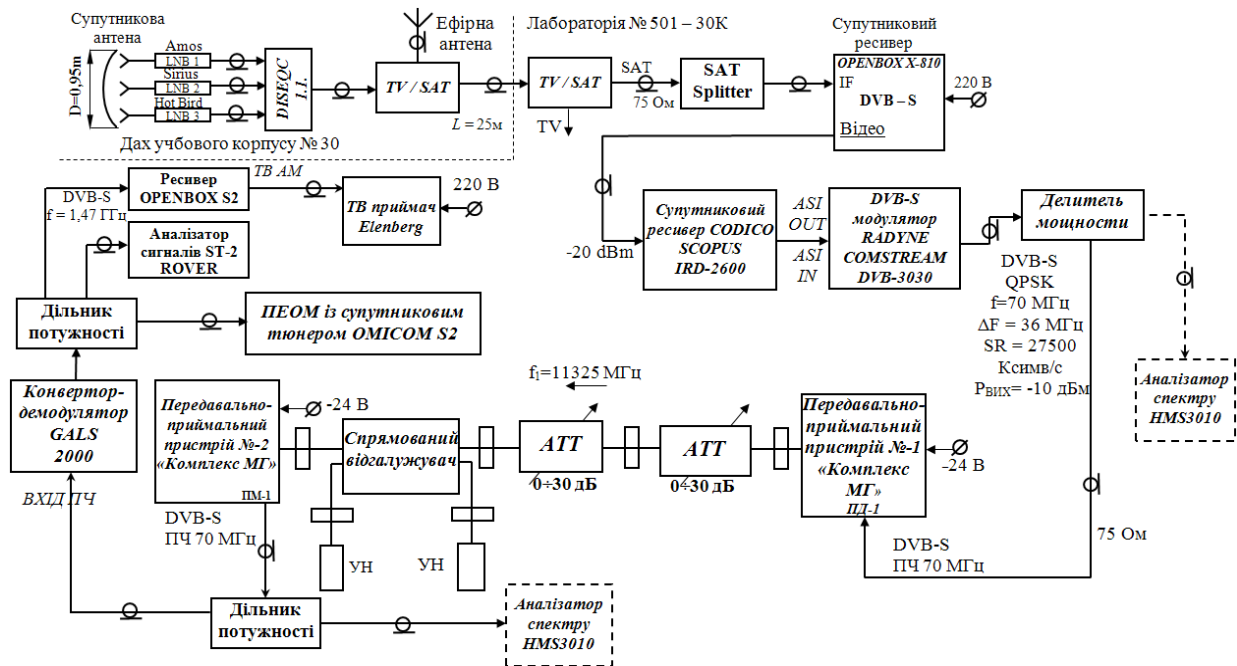 Супутникова
антена
D=0,95m
Amos
LNB 1
Sirius
LNB 2
Hot Bird
LNB 3
DISEQC
1.1.
Ефірна
антена
TV / SAT
L = 25м
Дах учбового корпусу № 30
Лабораторія № 501 – 30К
TV / SAT
TV
SAT
75 Ом
SAT
Splitter
Супутниковий
ресивер
OPENBOX X-810
IF
DVB – S
Відео
220 В
DVB-S
f = 1,47 ГГц
Ресивер
OPENBOX S2
ТВ АМ
ТВ приймач
Elenberg
220 В
Аналізатор
сигналів ST-2
ROVER
-20 dBm
Супутниковий
ресивер CODICO
SCOPUS
IRD-2600
ASI
OUT
ASI
IN
DVB-S
модулятор
RADYNE
COMSTREAM
DVB-3030
Делитель
мощности
DVB-S
QPSK
f=70 МГц
ΔF = 36 МГц
SR = 27500
Ксимв/с
PВИХ= -10 дБм
Аналізатор
спектру
HMS3010
Дільник
потужності
ПЕОМ із супутниковим
тюнером OMICOM S2
Конвертор-
демодулятор
GALS
2000
ВХІД ПЧ
Передавально-
приймальний
пристрій №-2
«Комплекс МГ»
ПМ-1
-24 В
Спрямований
відгалужувач
УН
УН
f1=11325 МГц
АТТ
0÷30 дБ
АТТ
0÷30 дБ
Передавально-
приймальний
пристрій №-1
«Комплекс
МГ»
ПД-1
-24 В
75 Ом
DVB-S
ПЧ 70 МГц
DVB-S
ПЧ 70 МГц
Дільник
потужності
Аналізатор
спектру
HMS3010